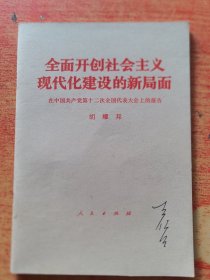 全面开创社会主义
现代化建设的新局面
在中国共产党第十二次全国代表大会上的报告
胡耀邦
人民出版社